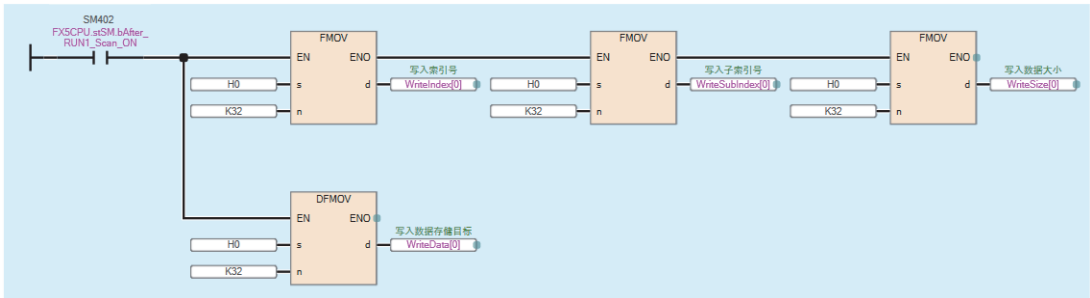 SM402
FX5CPU.stSM.bAfter_
RUN1_Scan_ON
FMOV
EN ENO
写入索引号
H0 s d WriteIndex[0]
K32 n
FMOV
EN ENO
写入子索引号
H0 s d WriteSubIndex[0]
K32 n
FMOV
EN ENO
写入数据大小
H0 s d WriteSize[0]
K32 n
DFMOV
EN ENO
写入数据存储目标
H0 s d WriteData[0]
K32 n